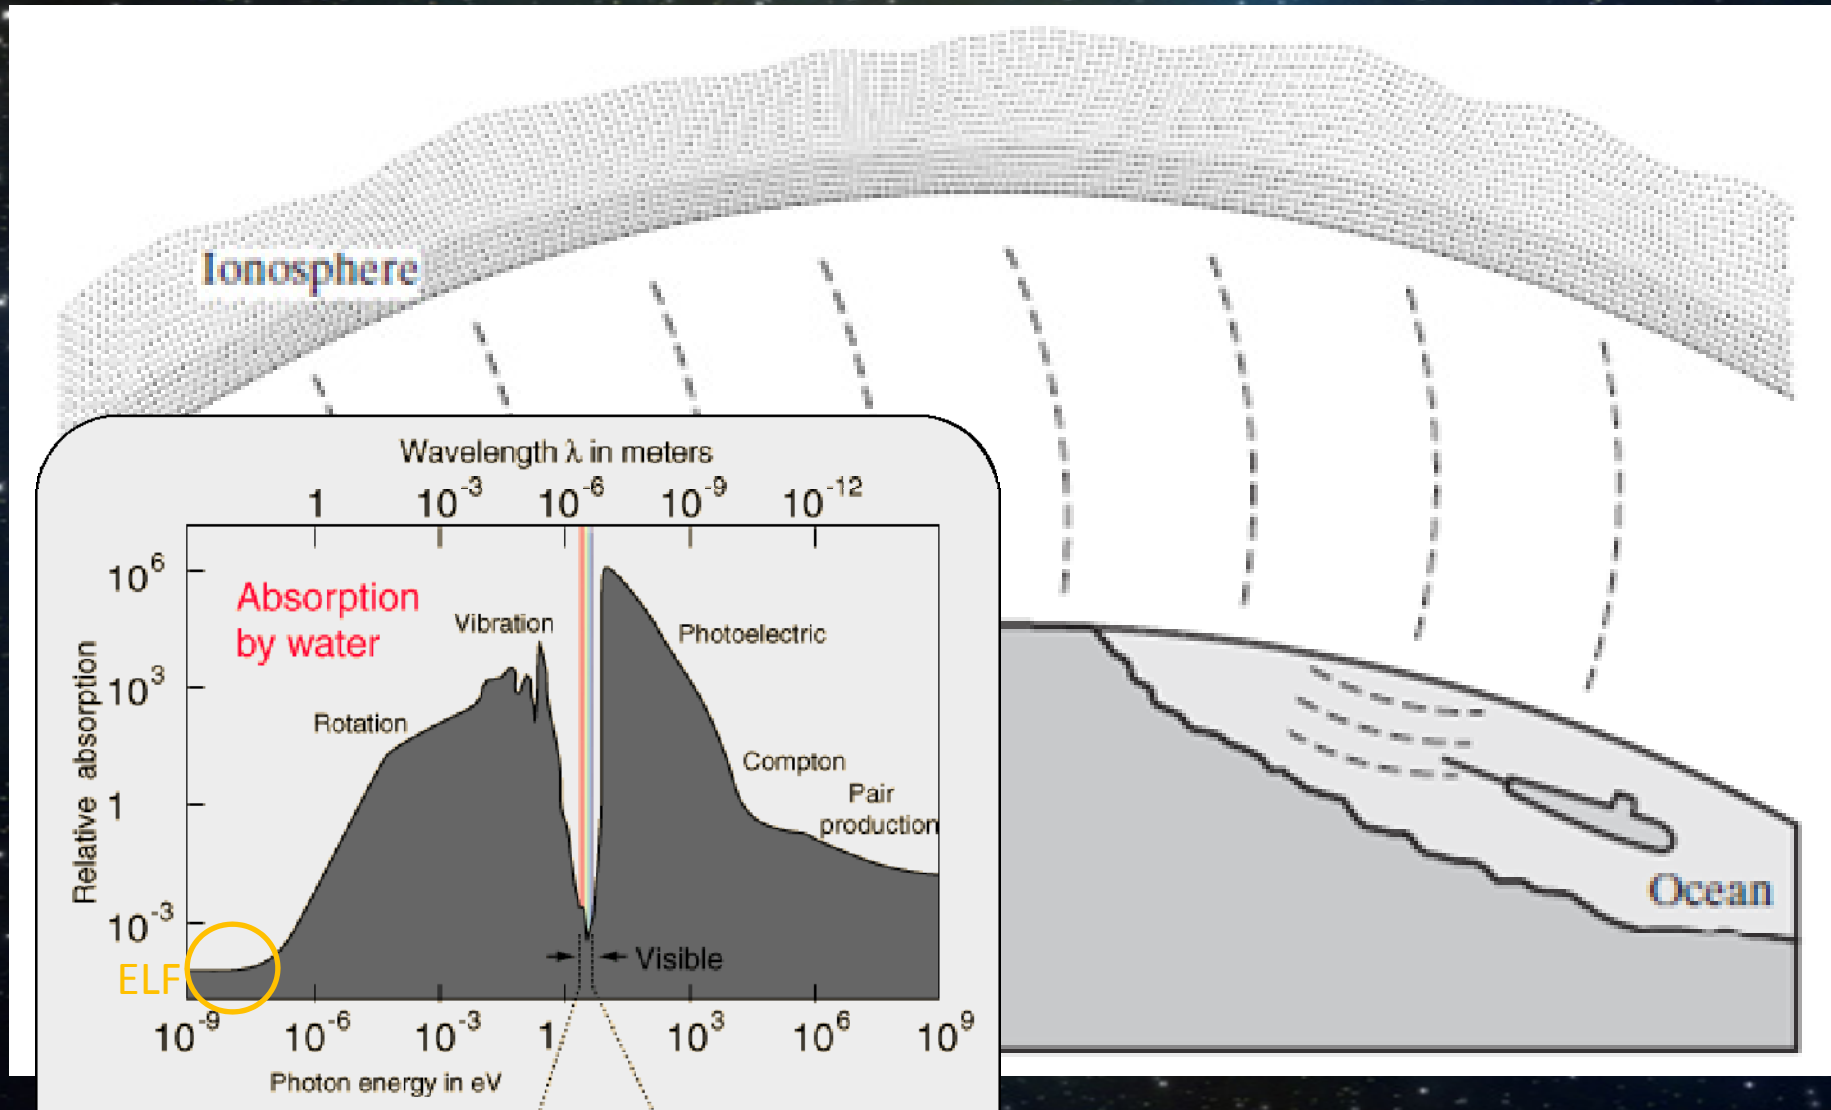 Ionosphere
Wavelength λ in meters
1 10⁻³ 10⁻⁶ 10⁻⁹ 10⁻¹²
10⁶
Absorption
by water
Vibration
Photoelectric
10³
Rotation
Compton
Pair
production
1
Relative absorption
10⁻³
Visible
ELF
10⁻⁹ 10⁻⁶ 10⁻³ 1 10³ 10⁶ 10⁹
Photon energy in eV
Ocean